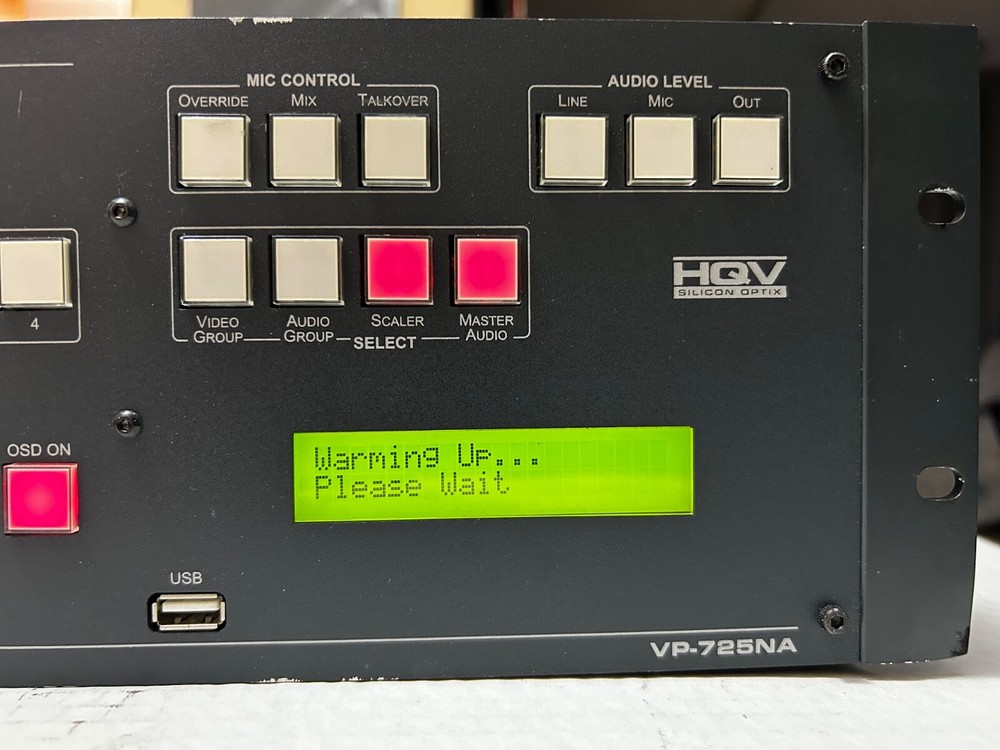 MIC CONTROL
OVERRIDE MIX TALKOVER
AUDIO LEVEL
LINE MIC OUT
4
VIDEO GROUP
AUDIO GROUP
SCALER
MASTER AUDIO
SELECT
HQV
SILICON OPTIX
OSD ON
Warming Up...
Please Wait
USB
VP-725NA